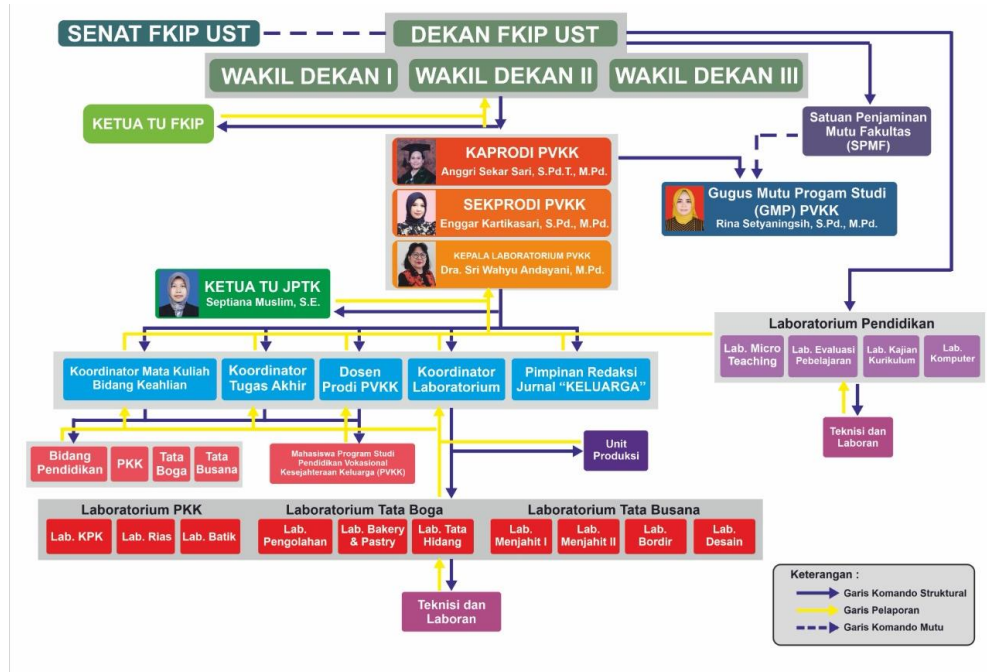 SENAT FKIP UST
DEKAN FKIP UST
WAKIL DEKAN I
WAKIL DEKAN II
WAKIL DEKAN III
KETUA TU FKIP
Satuan Penjaminan
Mutu Fakultas
(SPMF)
KAPRODI PVKK
Anggri Sekar Sari, S.Pd.T., M.Pd.
SEKPRODI PVKK
Enggar Kartikasari, S.Pd., M.Pd.
KEPALA LABORATORIUM PVKK
Dra. Sri Wahyu Andayani, M.Pd.
Gugus Mutu Progam Studi
(GMP) PVKK
Rina Setyaningsih, S.Pd., M.Pd.
KETUA TU JPTK
Septiana Muslim, S.E.
Laboratorium Pendidikan
Lab. Micro
Teaching
Lab. Evaluasi
Pebelajaran
Lab. Kajian
Kurikulum
Lab.
Komputer
Koordinator Mata Kuliah
Bidang Keahlian
Koordinator
Tugas Akhir
Dosen
Prodi PVKK
Koordinator
Laboratorium
Pimpinan Redaksi
Jurnal “KELUARGA”
Teknisi dan
Laboran
Bidang
Pendidikan
PKK
Tata
Boga
Tata
Busana
Mahasiswa Program Studi
Pendidikan Vokasional
Kesejahteraan Keluarga (PVKK)
Unit
Produksi
Laboratorium PKK
Lab. KPK
Lab. Rias
Lab. Batik
Laboratorium Tata Boga
Lab.
Pengolahan
Lab. Bakery
& Pastry
Lab. Tata
Hidang
Laboratorium Tata Busana
Lab.
Menjahit I
Lab.
Menjahit II
Lab.
Bordir
Lab.
Desain
Teknisi dan
Laboran
Keterangan :
Garis Komando Struktural
Garis Pelaporan
Garis Komando Mutu